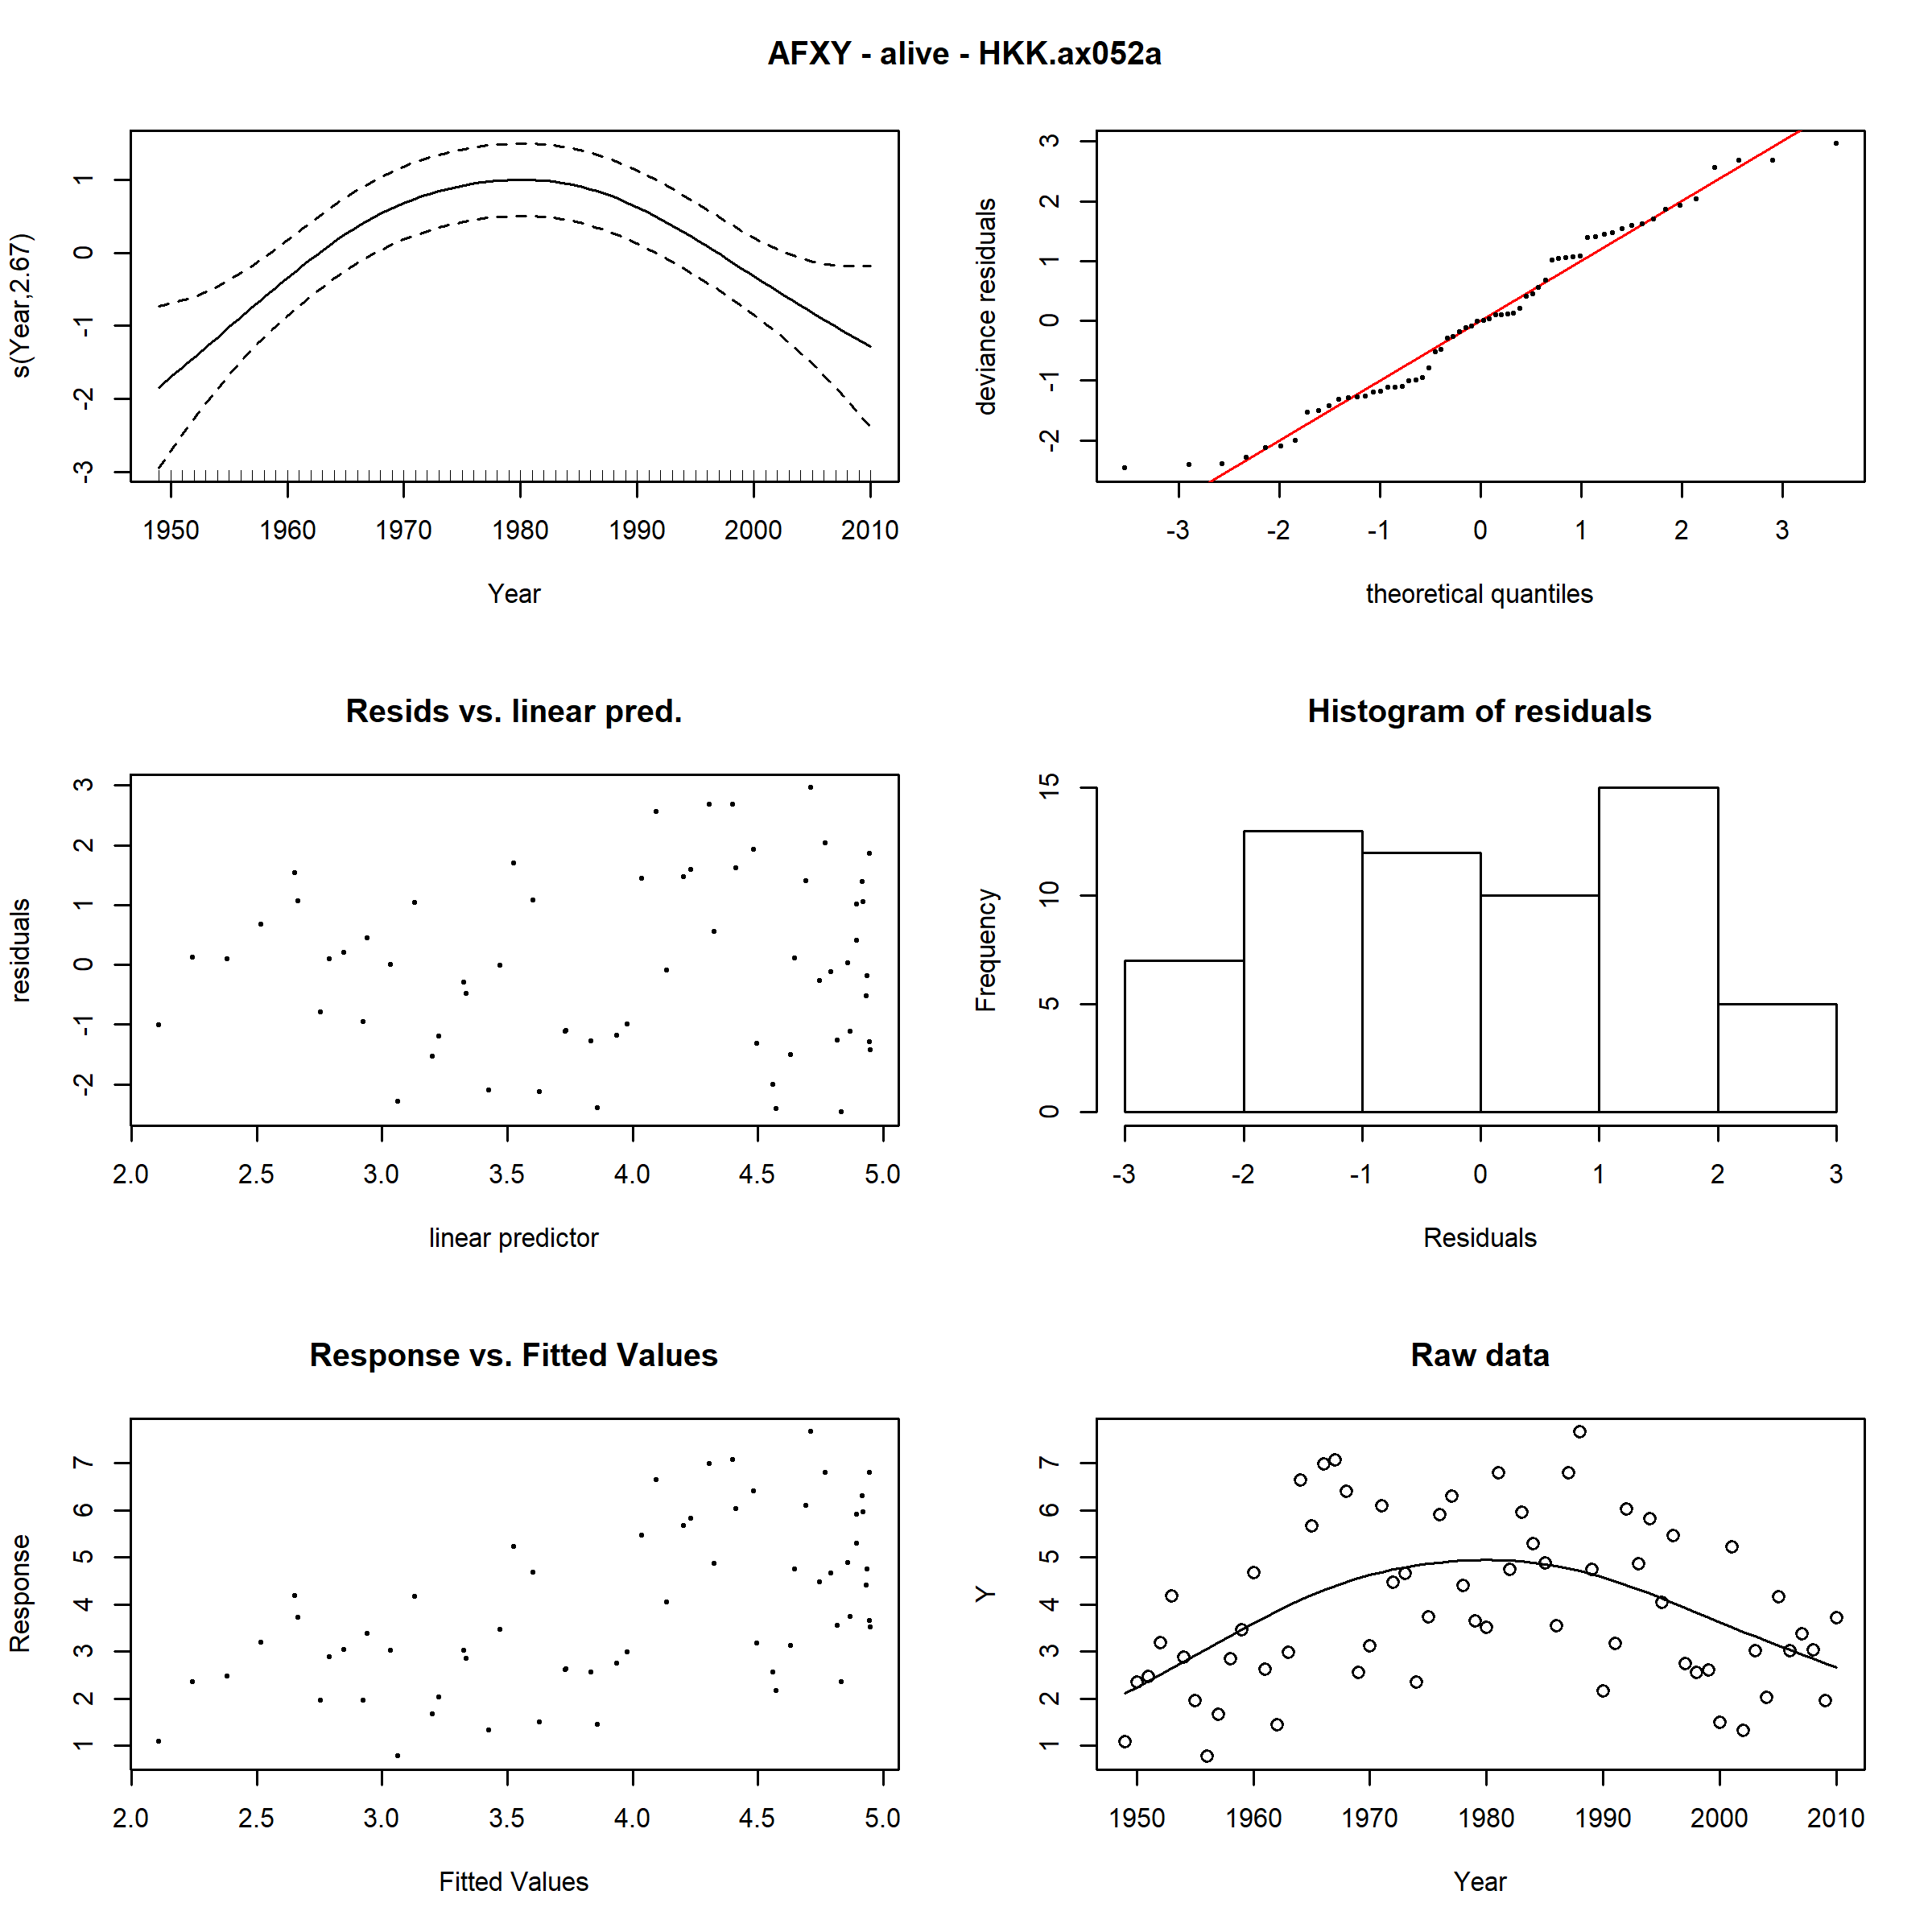 AFXY - alive - HKK.ax052a
s(Year,2.67)
1
0
-1
-2
-3
1950 1960 1970 1980 1990 2000 2010
Year
deviance residuals
3
2
1
0
-1
-2
-3 -2 -1 0 1 2 3
theoretical quantiles
Resids vs. linear pred.
residuals
3
2
1
0
-1
-2
2.0 2.5 3.0 3.5 4.0 4.5 5.0
linear predictor
Histogram of residuals
Frequency
15
10
5
0
-3 -2 -1 0 1 2 3
Residuals
Response vs. Fitted Values
Response
7
6
5
4
3
2
1
2.0 2.5 3.0 3.5 4.0 4.5 5.0
Fitted Values
Raw data
Y
7
6
5
4
3
2
1
1950 1960 1970 1980 1990 2000 2010
Year